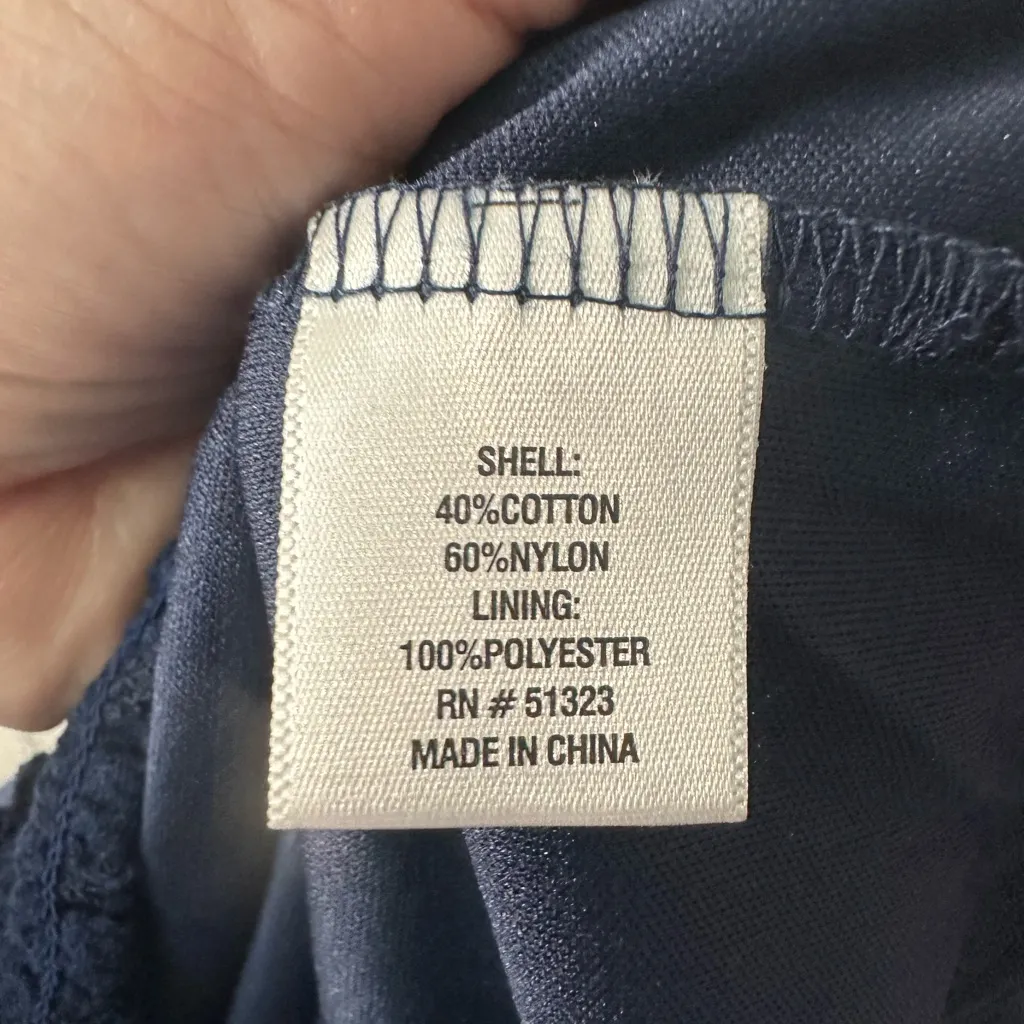 SHELL:
40%COTTON
60%NYLON
LINING:
100%POLYESTER
RN # 51323
MADE IN CHINA